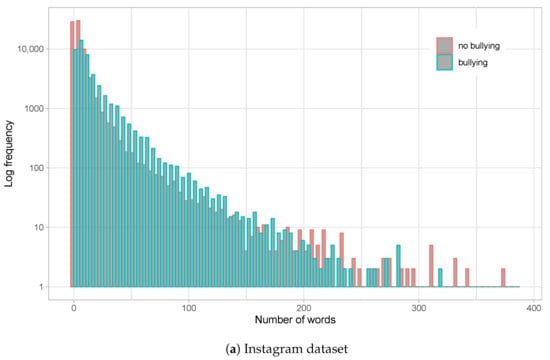 no bullying
bullying
10,000
1000
100
10
1
Log frequency
0
100
200
300
400
Number of words
(a) Instagram dataset